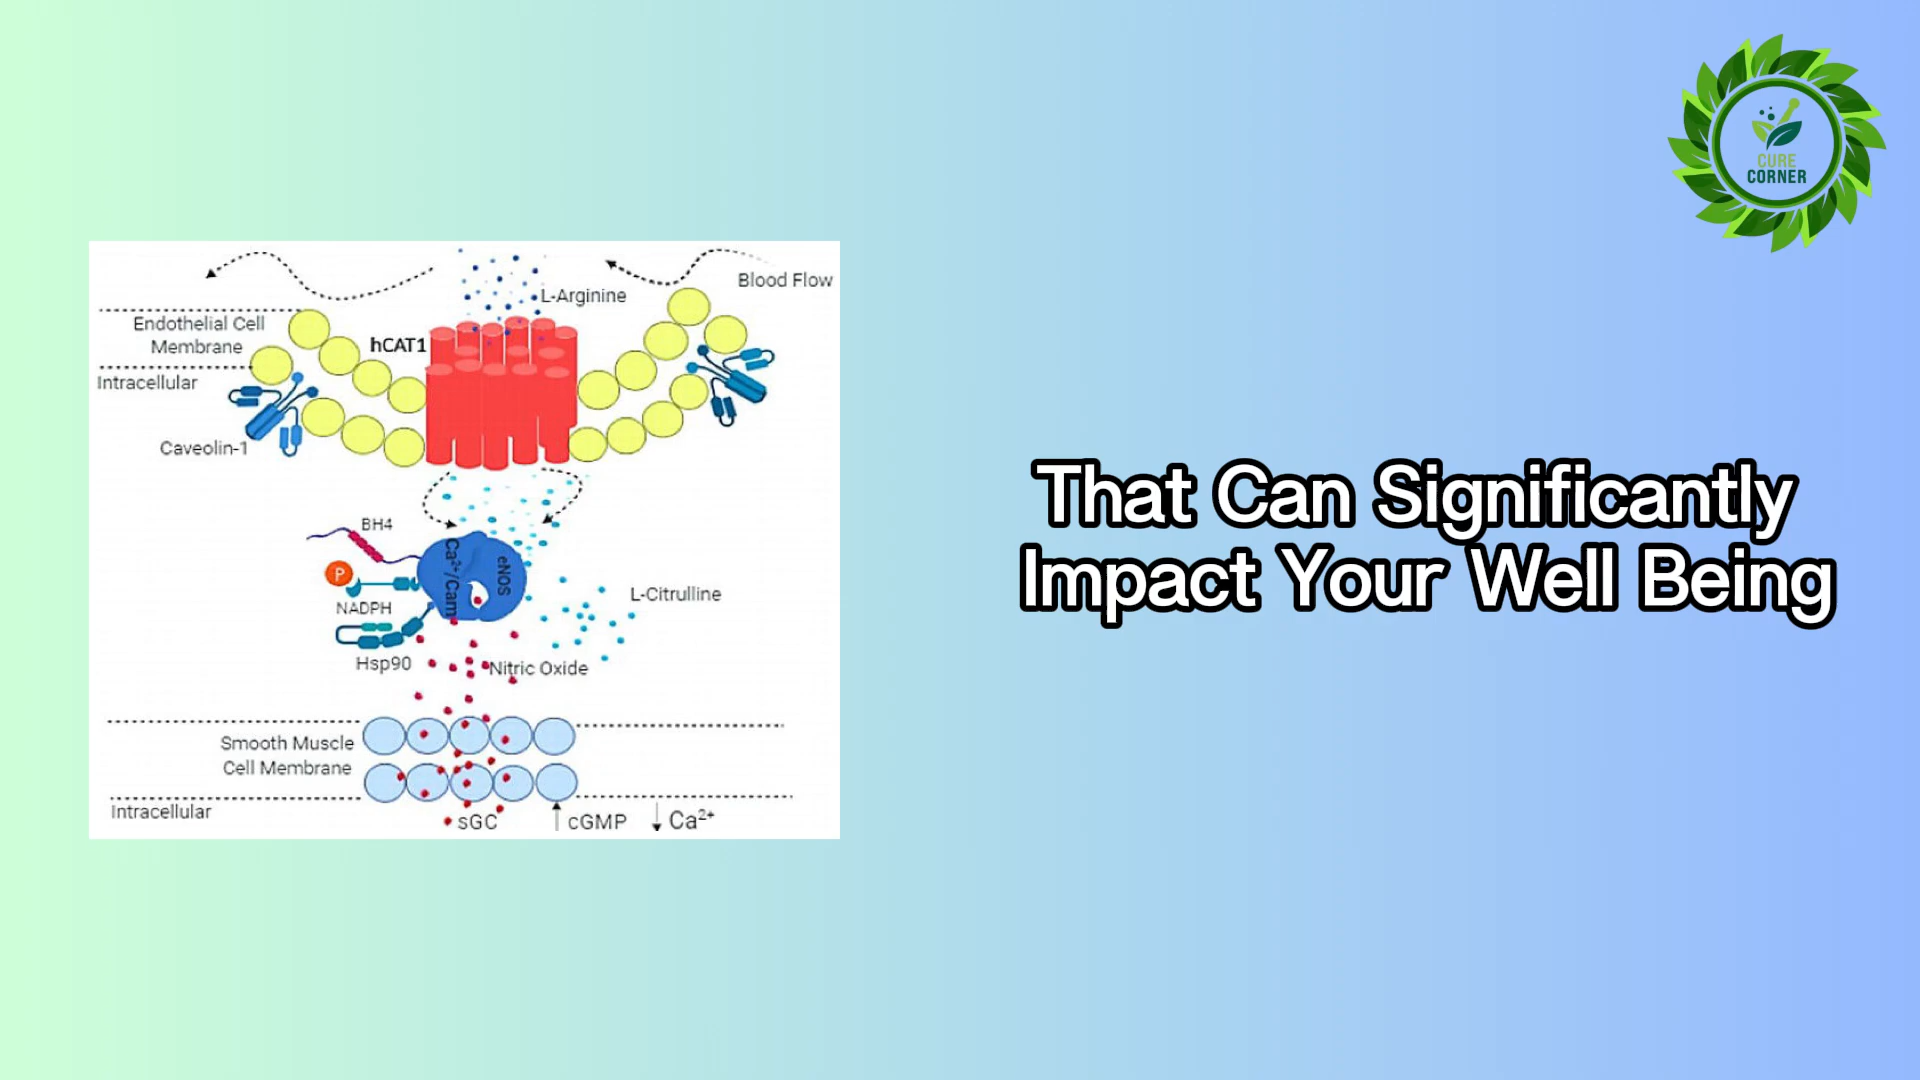 CURE
CORNER
Blood Flow
L-Arginine
Endothelial Cell
Membrane
hCAT1
Intracellular
Caveolin-1
BH4
P
NADPH
Hsp90
Ca²⁺/Cam
eNOS
L-Citrulline
Nitric Oxide
Smooth Muscle
Cell Membrane
Intracellular
sGC
cGMP
Ca²⁺
That Can Significantly
Impact Your Well Being